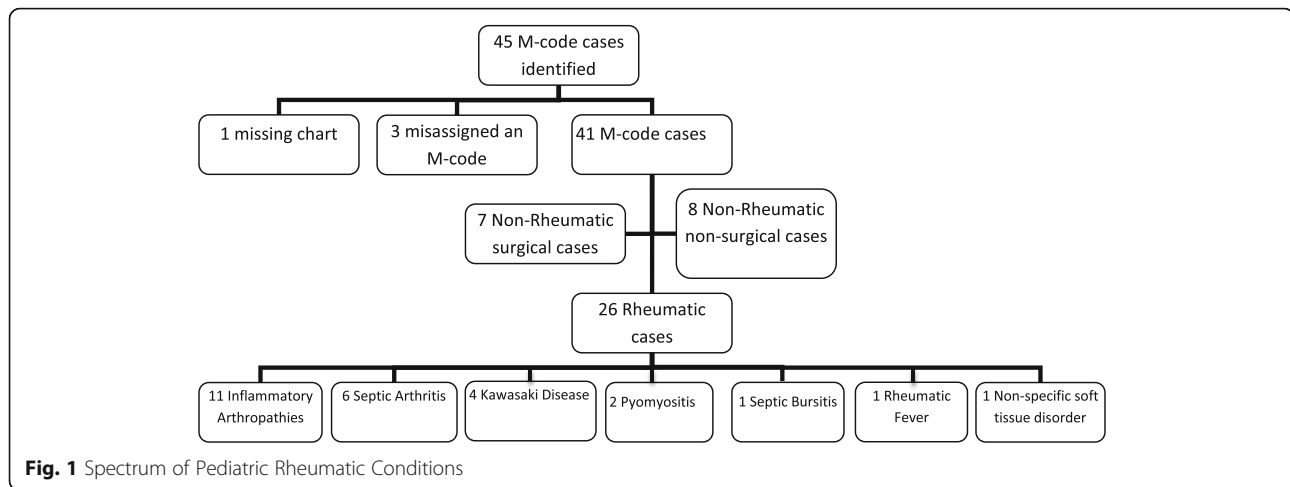 45 M-code cases
identified
1 missing chart
3 misassigned an
M-code
41 M-code cases
7 Non-Rheumatic
surgical cases
8 Non-Rheumatic
non-surgical cases
26 Rheumatic
cases
11 Inflammatory
Arthropathies
6 Septic Arthritis
4 Kawasaki Disease
2 Pyomyositis
1 Septic Bursitis
1 Rheumatic
Fever
1 Non-specific soft
tissue disorder
Fig. 1 Spectrum of Pediatric Rheumatic Conditions